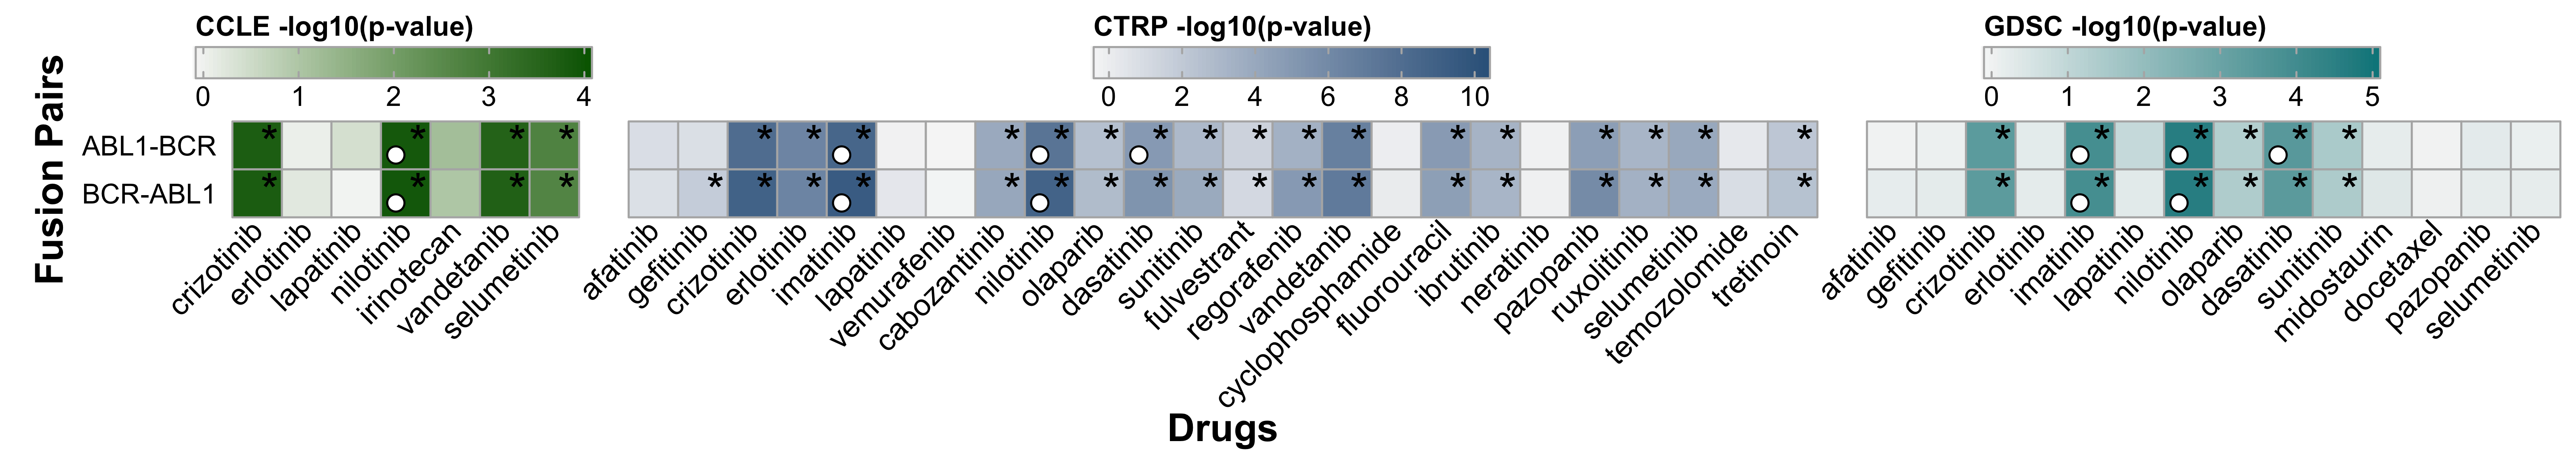 CCLE -log10(p-value)
0 1 2 3 4
CTRP -log10(p-value)
0 2 4 6 8 10
GDSC -log10(p-value)
0 1 2 3 4 5
Fusion Pairs
ABL1-BCR
* * * * * * * * * * * * * * * * * * * * * * * * * * * *
BCR-ABL1
* * * * * * * * * * * * * * * * * * * * * * * * * * * * *
crizotinib
erlotinib
lapatinib
nilotinib
irinotecan
vandetanib
selumetinib
afatinib
gefitinib
crizotinib
erlotinib
imatinib
lapatinib
vemurafenib
cabozantinib
nilotinib
olaparib
dasatinib
sunitinib
fulvestrant
regorafenib
vandetanib
cyclophosphamide
fluorouracil
ibrutinib
neratinib
pazopanib
ruxolitinib
selumetinib
temozolomide
tretinoin
afatinib
gefitinib
crizotinib
erlotinib
imatinib
lapatinib
nilotinib
olaparib
dasatinib
sunitinib
midostaurin
docetaxel
pazopanib
selumetinib
Drugs